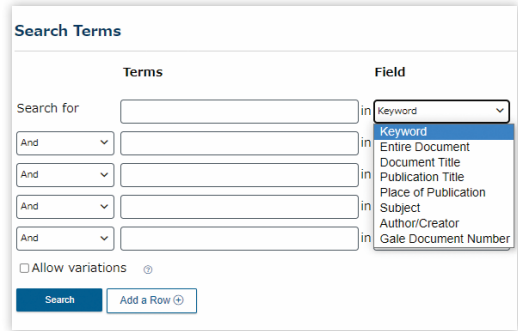 Search Terms
Terms Field
Search for in Keyword
Keyword
And in Entire Document
Document Title
And in Publication Title
Place of Publication
And in Subject
Author/Creator
And in Gale Document Number
Allow variations ?
Search Add a Row